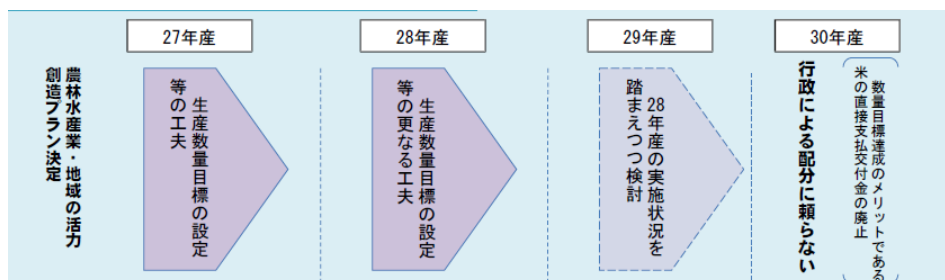 27年産
28年産
29年産
30年産
農林水産業・地域の活力
創造プラン決定
生産数量目標の設定
等の工夫
生産数量目標の設定
等の更なる工夫
28年産の実施状況を
踏まえつつ検討
行政による配分に頼らない
数量目標達成のメリットである
米の直接支払交付金の廃止